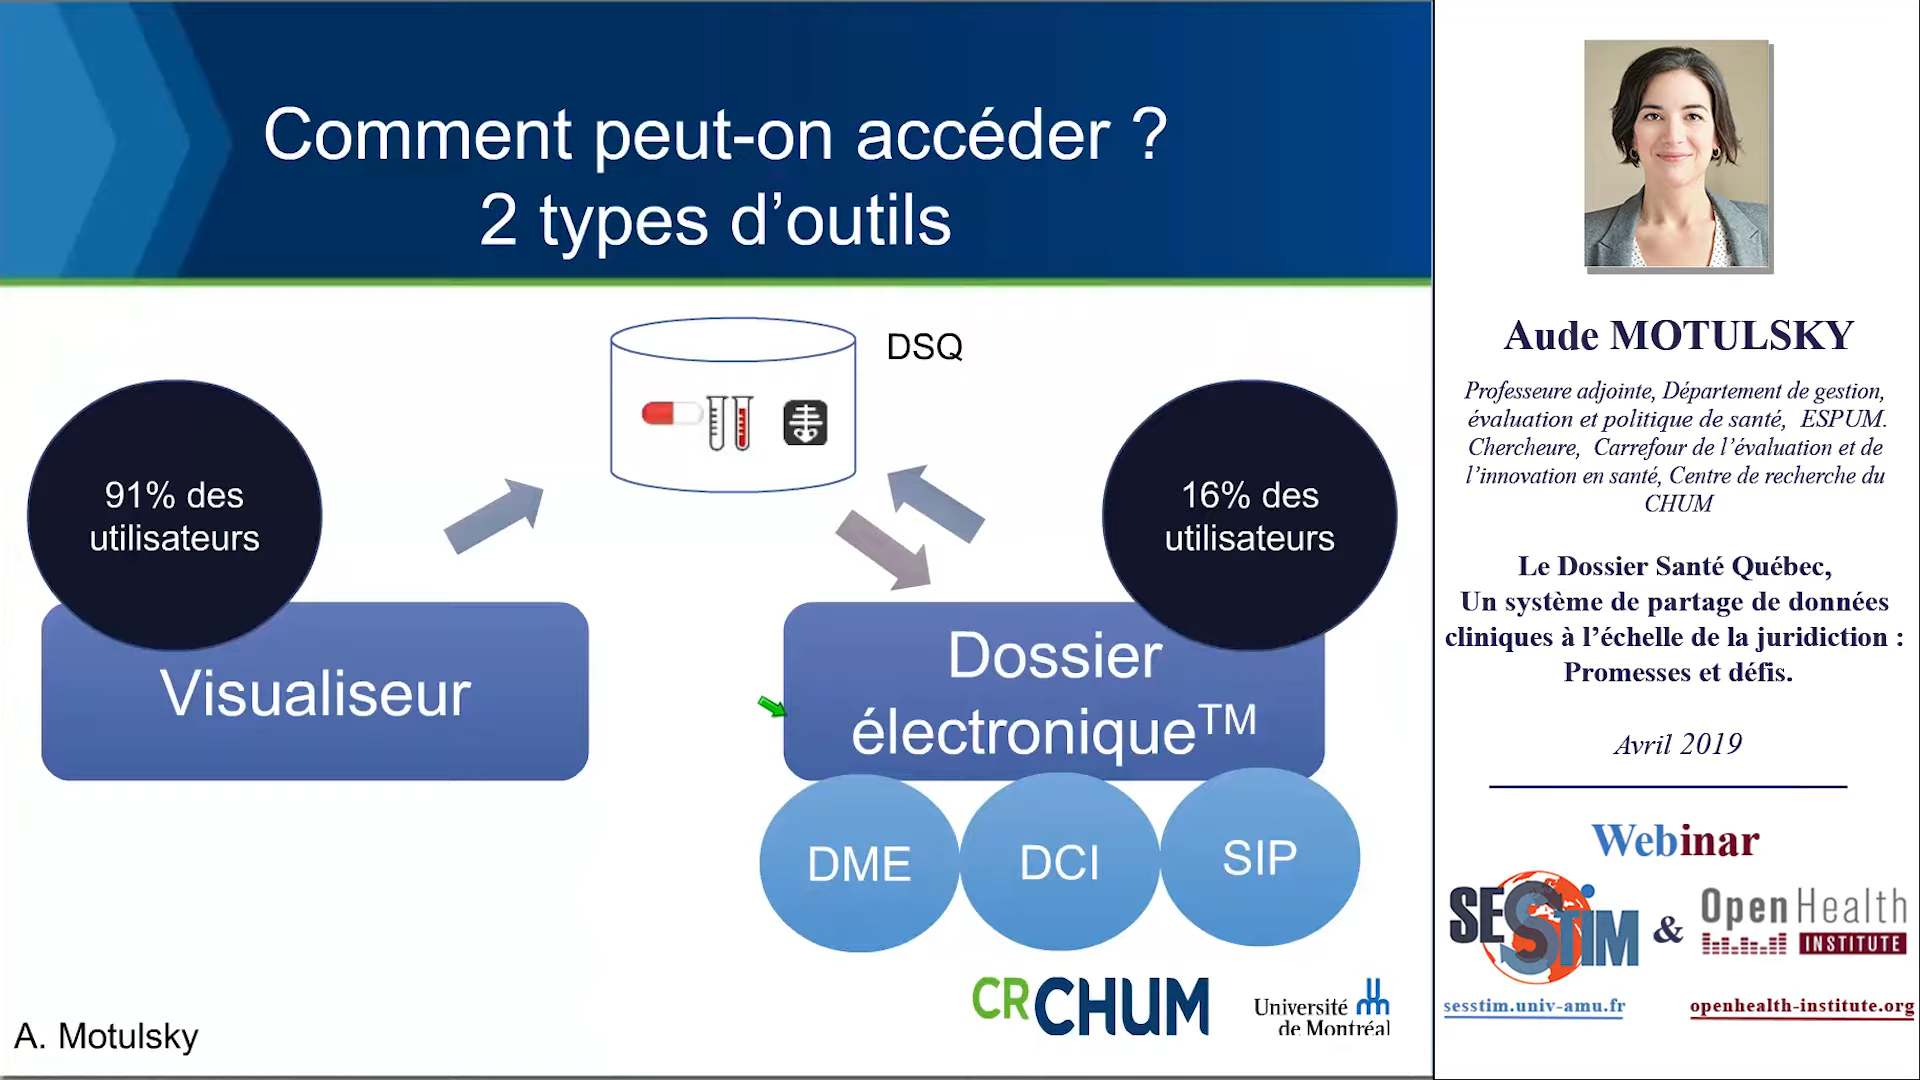 Comment peut-on accéder ?
2 types d’outils
DSQ
91% des
utilisateurs
16% des
utilisateurs
Visualiseur
Dossier
électroniqueTM
DME
DCI
SIP
CRCHUM
Université
de Montréal
A. Motulsky
Aude MOTULSKY
Professeure adjointe, Département de gestion,
évaluation et politique de santé, ESPUM.
Chercheure, Carrefour de l’évaluation et de
l’innovation en santé, Centre de recherche du
CHUM
Le Dossier Santé Québec,
Un système de partage de données
cliniques à l’échelle de la juridiction :
Promesses et défis.
Avril 2019
Webinar
SESSTIM & Open Health
INSTITUTE
sesstim.univ-amu.fr
openhealth-institute.org